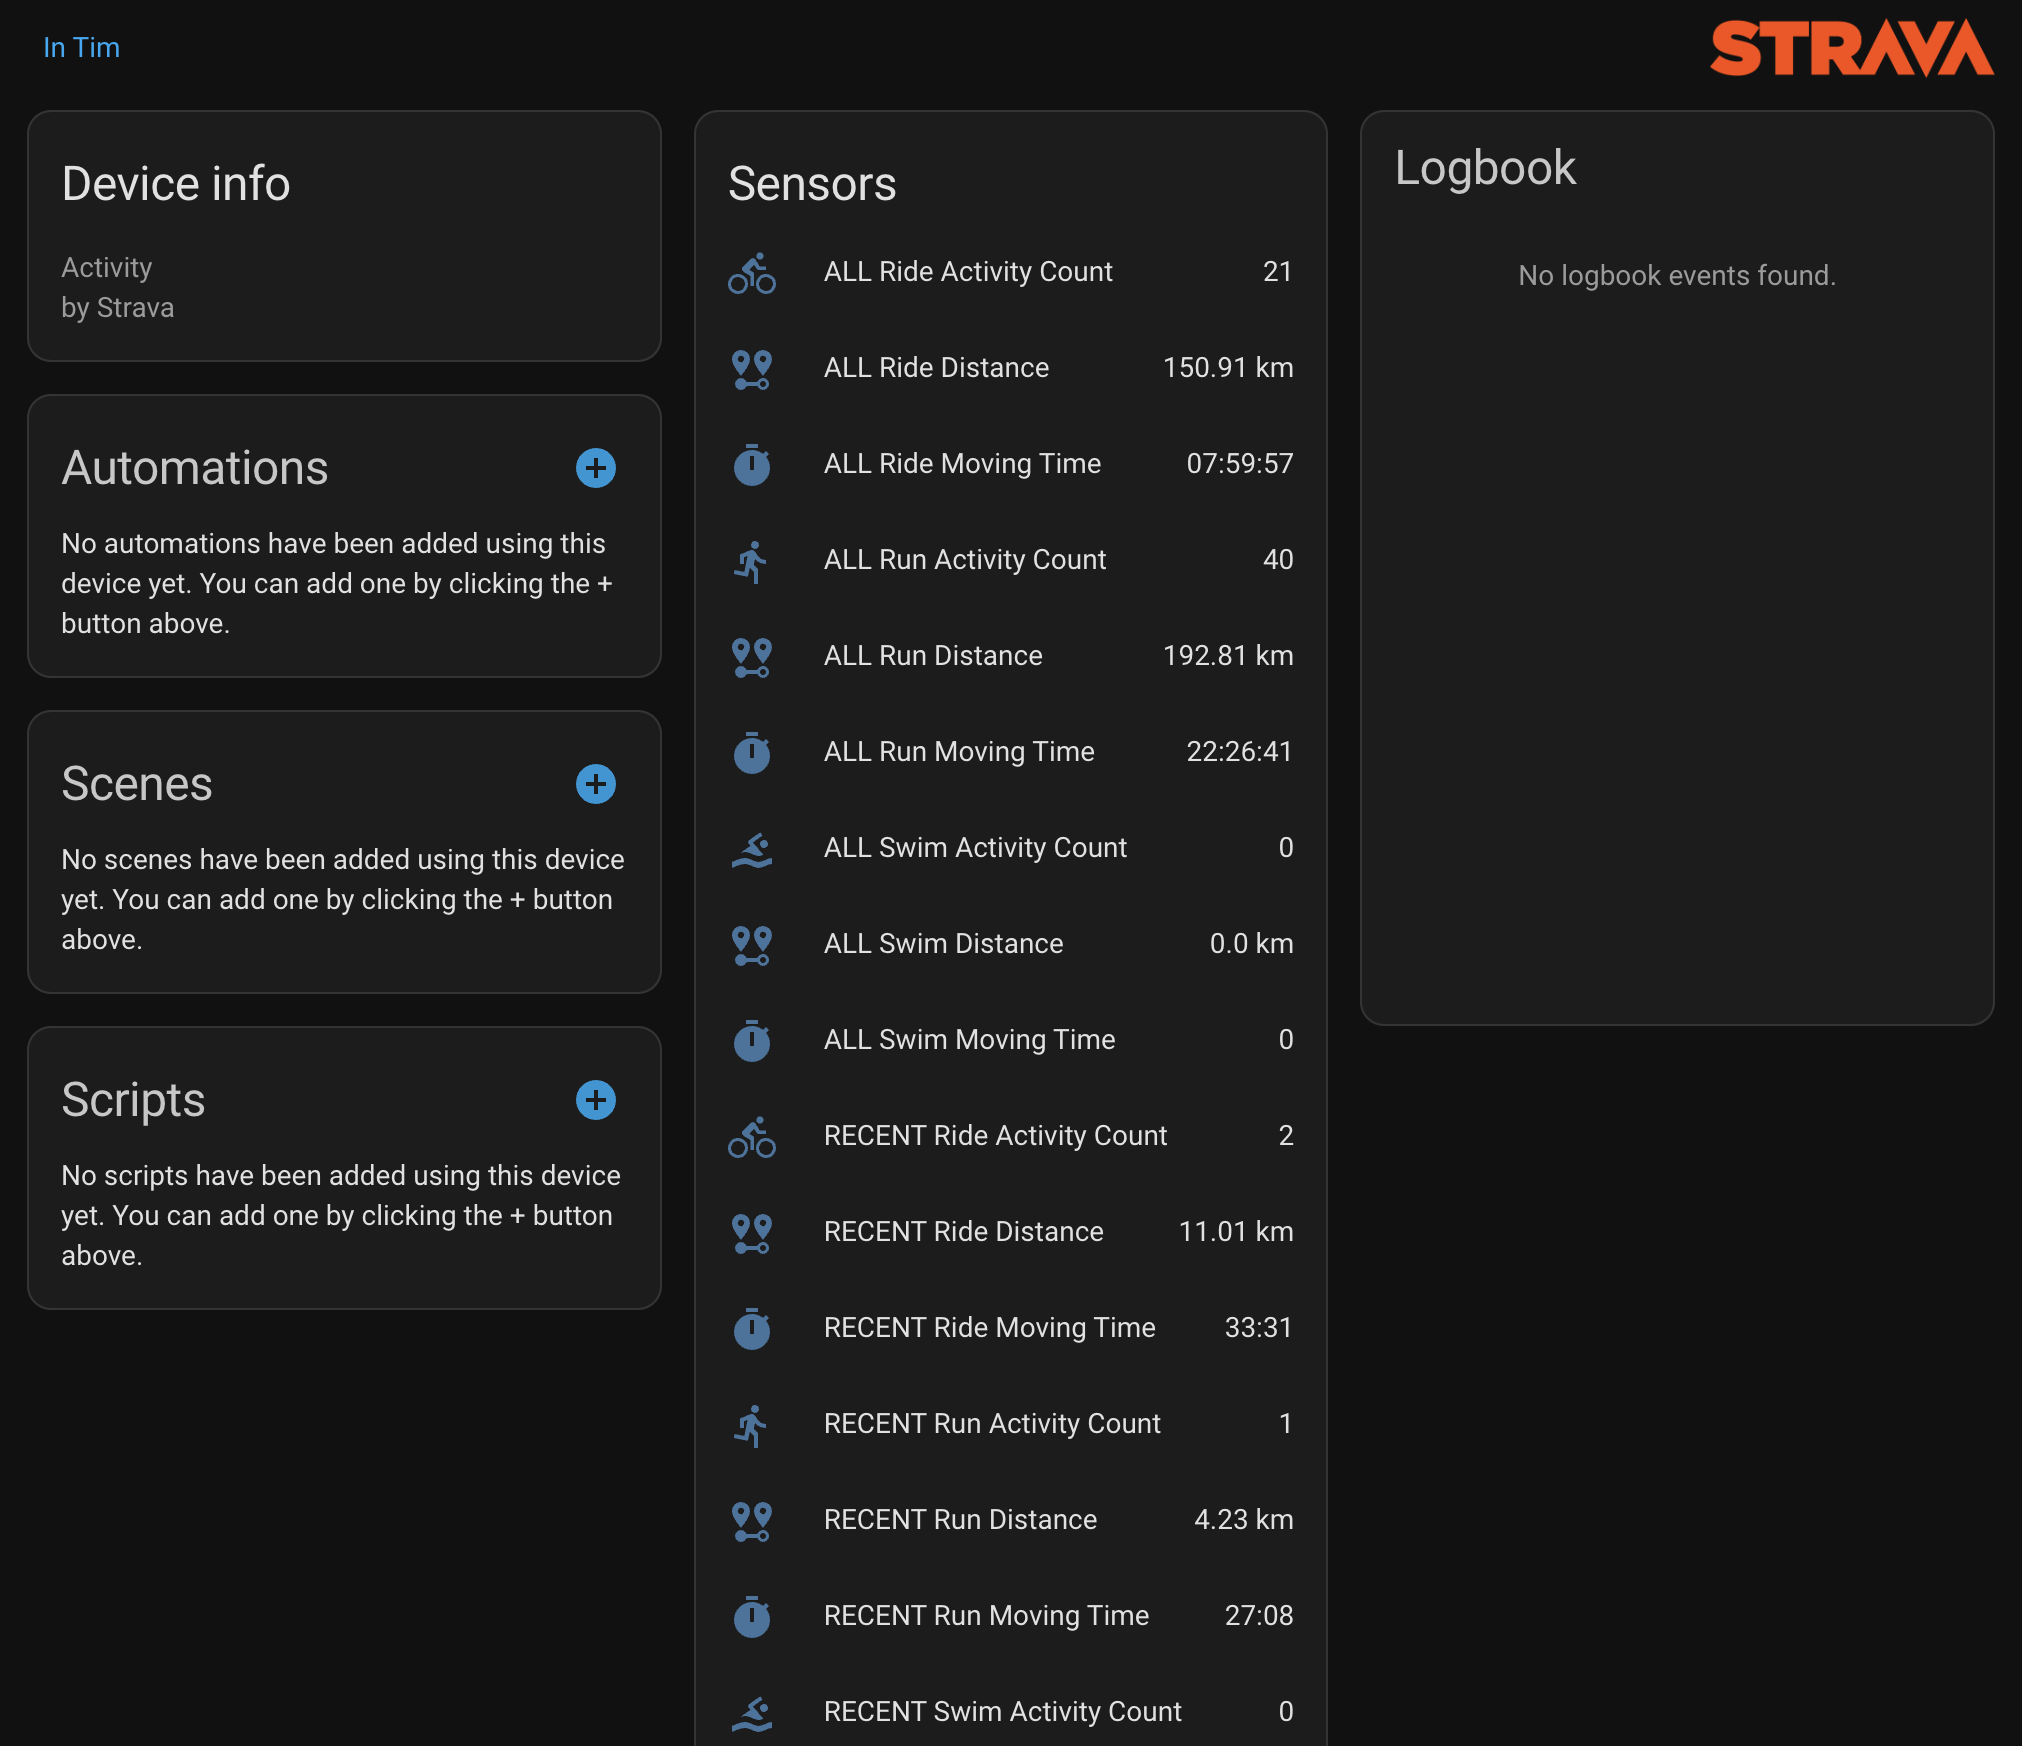 In Tim
STRAVA
Device info
Activity
by Strava
Automations
No automations have been added using this
device yet. You can add one by clicking the +
button above.
Scenes
No scenes have been added using this device
yet. You can add one by clicking the + button
above.
Scripts
No scripts have been added using this device
yet. You can add one by clicking the + button
above.
Sensors
ALL Ride Activity Count 21
ALL Ride Distance 150.91 km
ALL Ride Moving Time 07:59:57
ALL Run Activity Count 40
ALL Run Distance 192.81 km
ALL Run Moving Time 22:26:41
ALL Swim Activity Count 0
ALL Swim Distance 0.0 km
ALL Swim Moving Time 0
RECENT Ride Activity Count 2
RECENT Ride Distance 11.01 km
RECENT Ride Moving Time 33:31
RECENT Run Activity Count 1
RECENT Run Distance 4.23 km
RECENT Run Moving Time 27:08
RECENT Swim Activity Count 0
Logbook
No logbook events found.